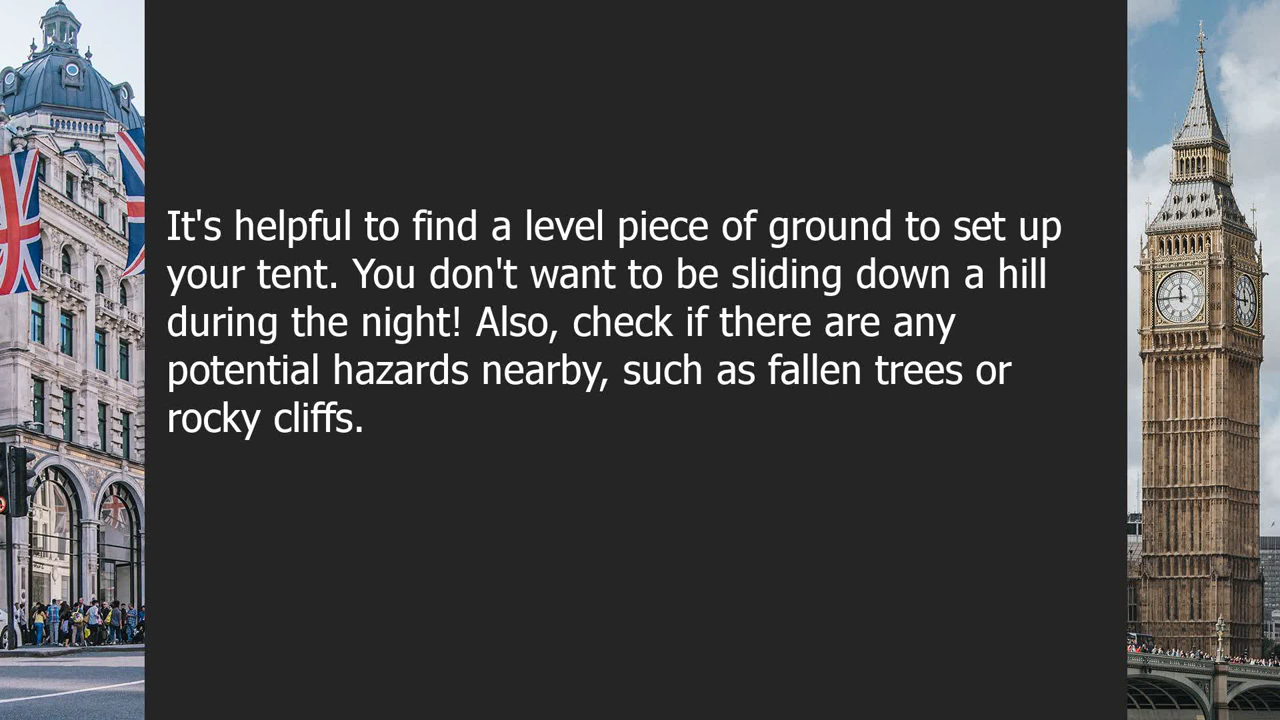 It's helpful to find a level piece of ground to set up
your tent. You don't want to be sliding down a hill
during the night! Also, check if there are any
potential hazards nearby, such as fallen trees or
rocky cliffs.